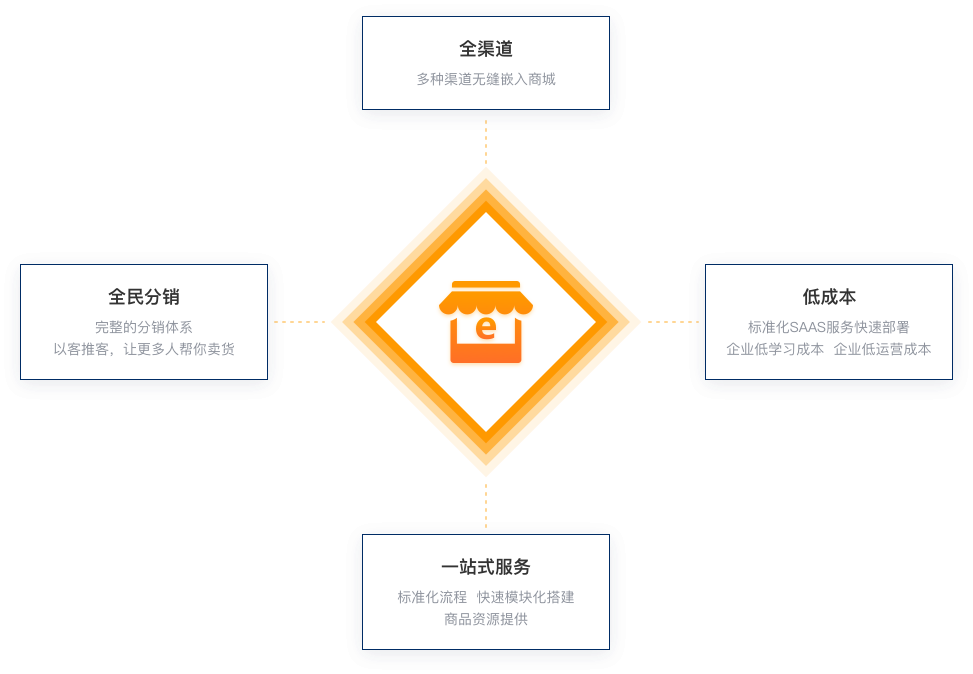 全渠道
多种渠道无缝嵌入商城
全民分销
完整的分销体系
以客推客，让更多人帮你卖货
e
低成本
标准化SAAS服务快速部署
企业低学习成本 企业低运营成本
一站式服务
标准化流程 快速模块化搭建
商品资源提供